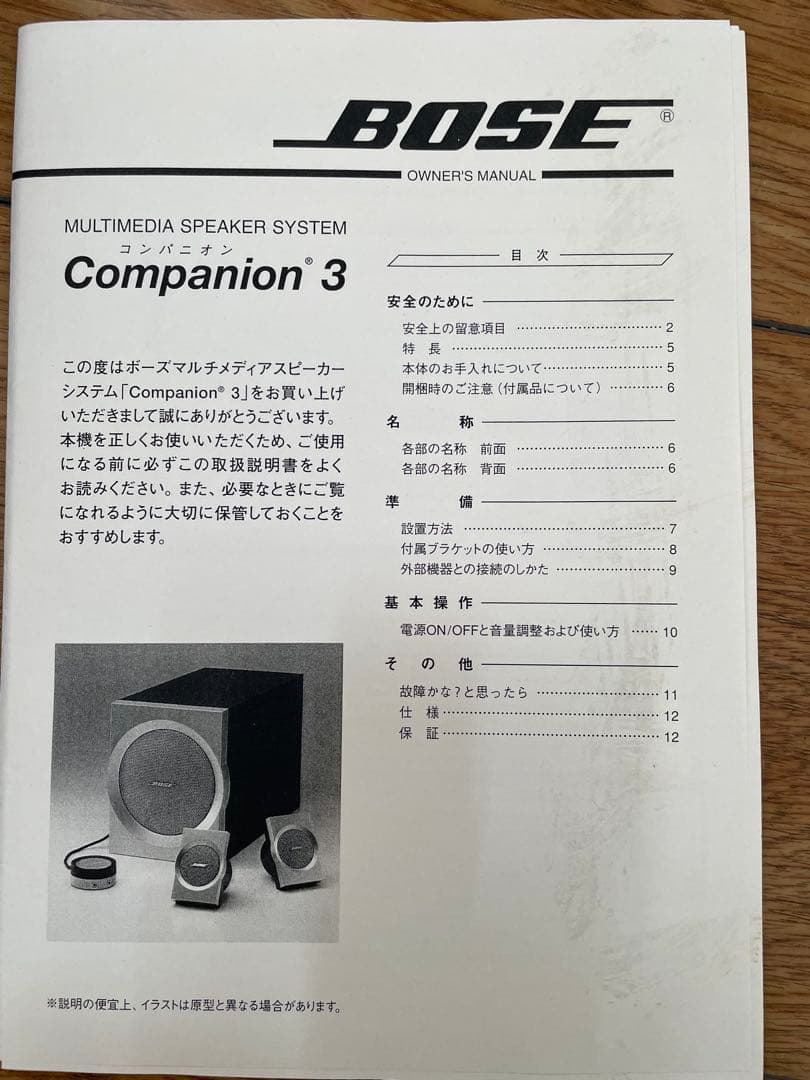 BOSE®
OWNER'S MANUAL
MULTIMEDIA SPEAKER SYSTEM
コンパニオン
Companion® 3
この度はボーズマルチメディアスピーカー
システム「Companion® 3」をお買い上げ
いただきまして誠にありがとうございます。
本機を正しくお使いいただくため、ご使用
になる前に必ずこの取扱説明書をよく
お読みください。また、必要なときにご覧
になれるように大切に保管しておくことを
おすすめします。
BOSE
※説明の便宜上、イラストは原型と異なる場合があります。
目次
安全のために
安全上の留意項目 ……………………………… 2
特 長 ……………………………………………… 5
本体のお手入れについて………………………… 5
開梱時のご注意（付属品について） ………… 6
名 称
各部の名称 前面 ……………………………… 6
各部の名称 背面 ……………………………… 6
準 備
設置方法 ………………………………………… 7
付属ブラケットの使い方 ……………………… 8
外部機器との接続のしかた …………………… 9
基本操作
電源ON/OFFと音量調整および使い方 …… 10
その他
故障かな？と思ったら ………………………… 11
仕 様…………………………………………… 12
保 証…………………………………………… 12